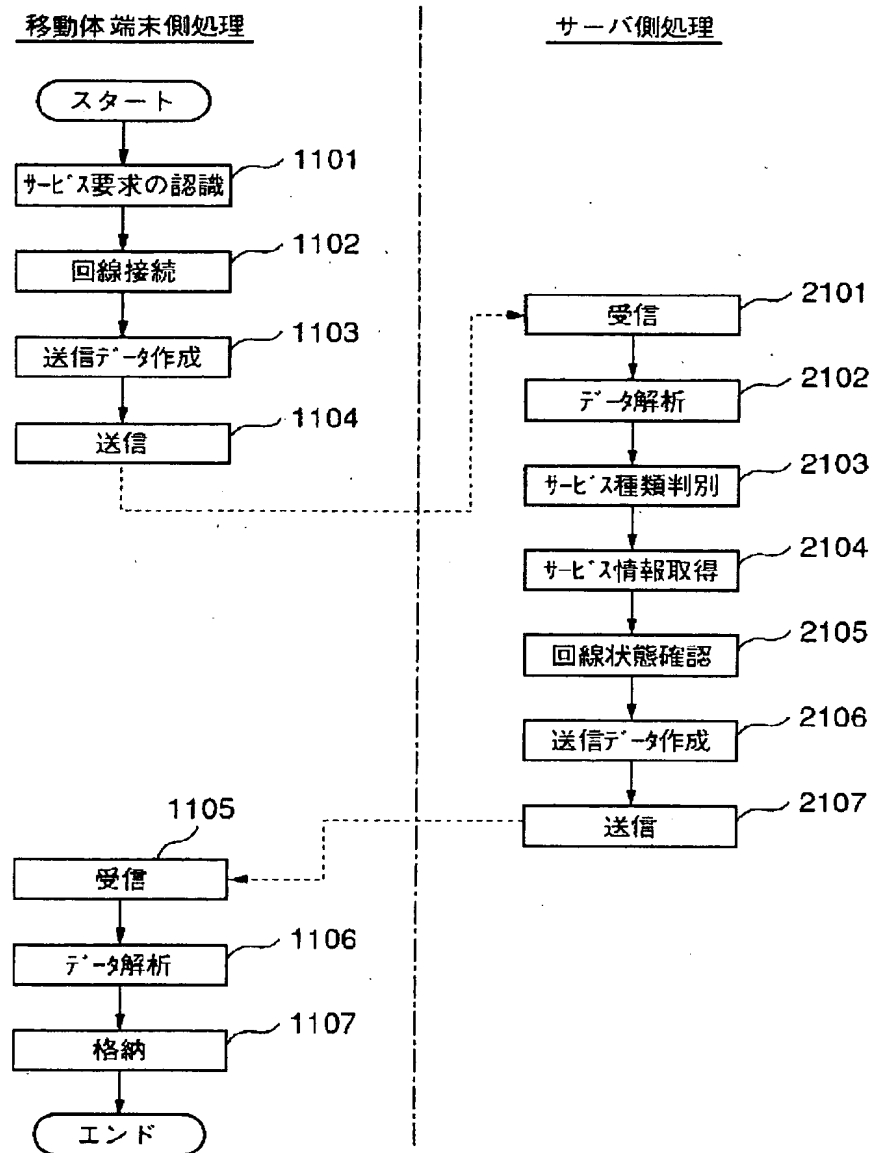 移動体端末側処理
スタート
1101
サービス要求の認識
1102
回線接続
1103
送信データ作成
1104
送信
サーバ側処理
2101
受信
2102
データ解析
2103
サービス種類判別
2104
サービス情報取得
2105
回線状態確認
2106
送信データ作成
2107
送信
1105
受信
1106
データ解析
1107
格納
エンド